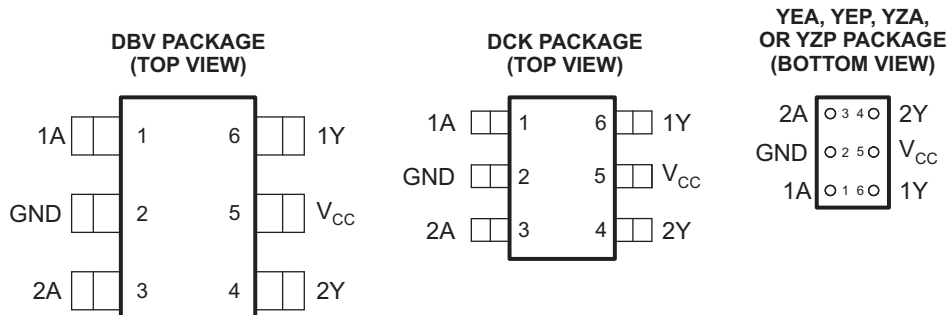 DBV PACKAGE
(TOP VIEW)
1A 1 6 1Y
GND 2 5 VCC
2A 3 4 2Y
DCK PACKAGE
(TOP VIEW)
1A 1 6 1Y
GND 2 5 VCC
2A 3 4 2Y
YEA, YEP, YZA,
OR YZP PACKAGE
(BOTTOM VIEW)
2A 3 4 2Y
GND 2 5 VCC
1A 1 6 1Y